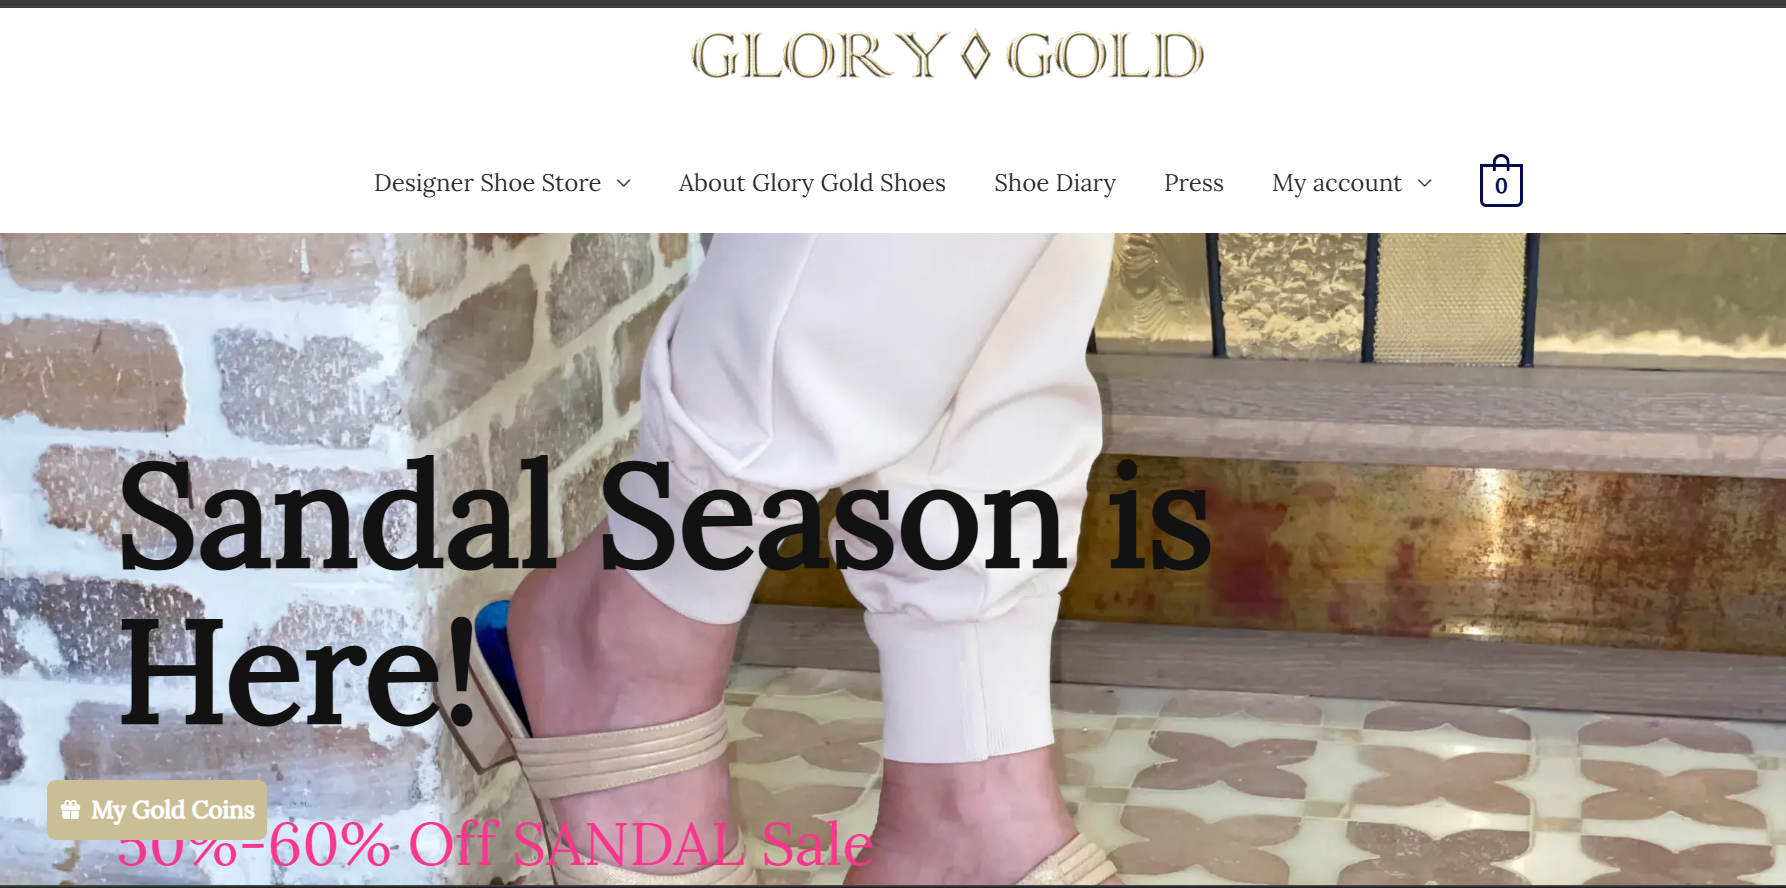 GLORY GOLD
Designer Shoe Store
About Glory Gold Shoes
Shoe Diary
Press
My account
0
Sandal Season is
Here!
My Gold Coins
50%-60% Off SANDAL Sale